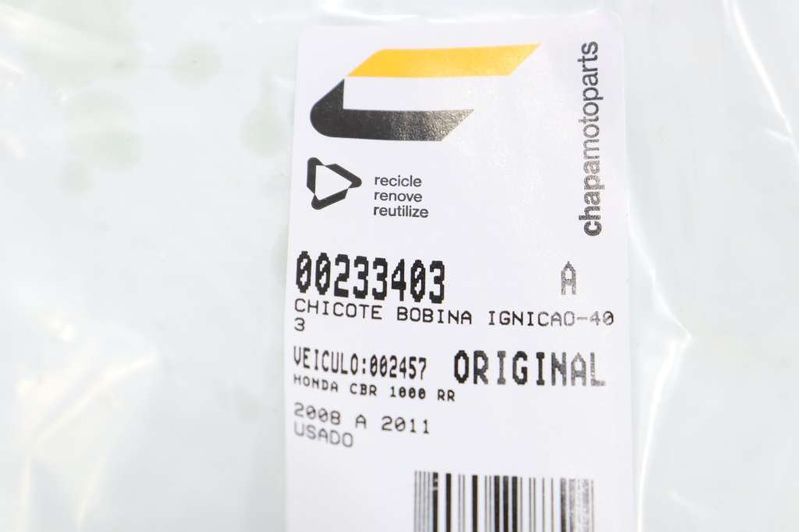 chapamotoparts
recicle
renove
reutilize
00233403 A
CHICOTE BOBINA IGNICAO-40
3
VEICULO:002457 ORIGINAL
HONDA CBR 1000 RR
2008 A 2011
USADO